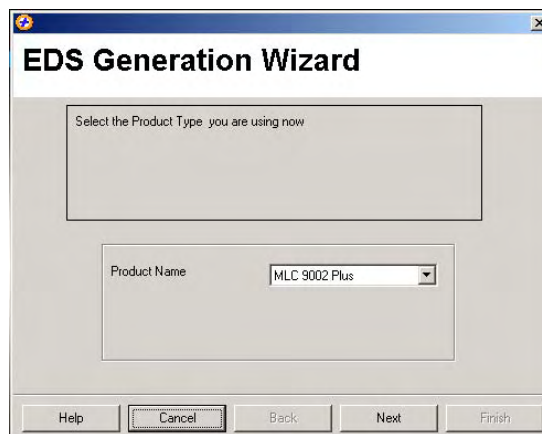 EDS Generation Wizard
Select the Product Type you are using now
Product Name
MLC 9002 Plus
Help
Cancel
Back
Next
Finish